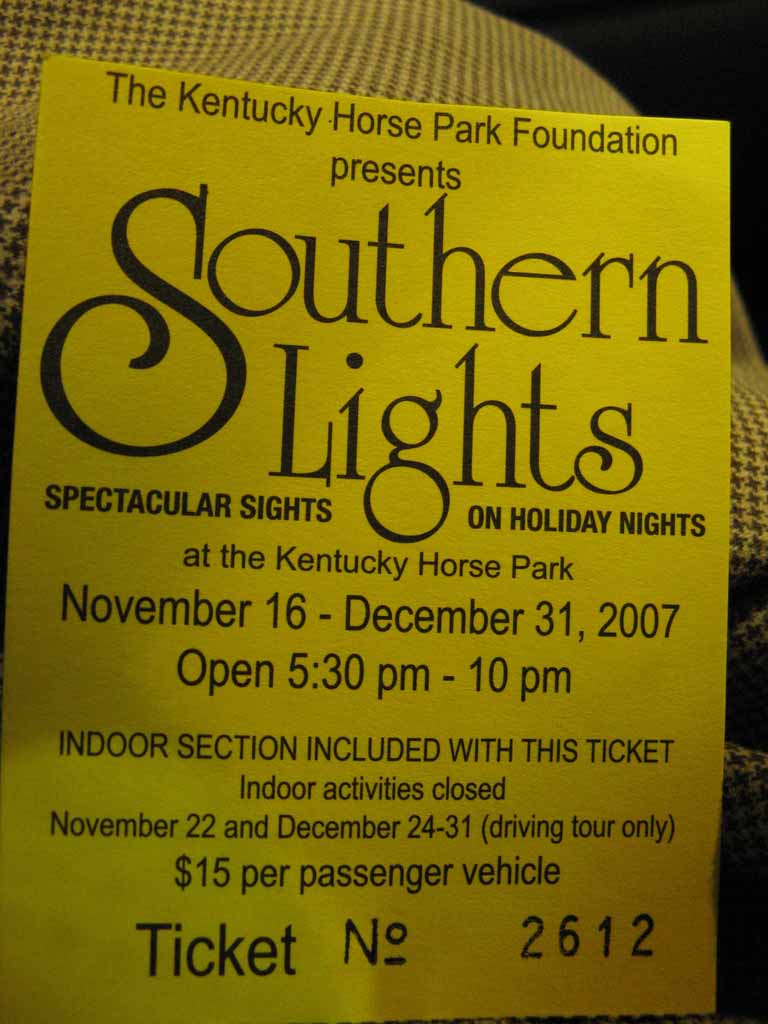 The Kentucky Horse Park Foundation
presents
Southern
Lights
SPECTACULAR SIGHTS ON HOLIDAY NIGHTS
at the Kentucky Horse Park
November 16 - December 31, 2007
Open 5:30 pm - 10 pm
INDOOR SECTION INCLUDED WITH THIS TICKET
Indoor activities closed
November 22 and December 24-31 (driving tour only)
$15 per passenger vehicle
Ticket № 2612